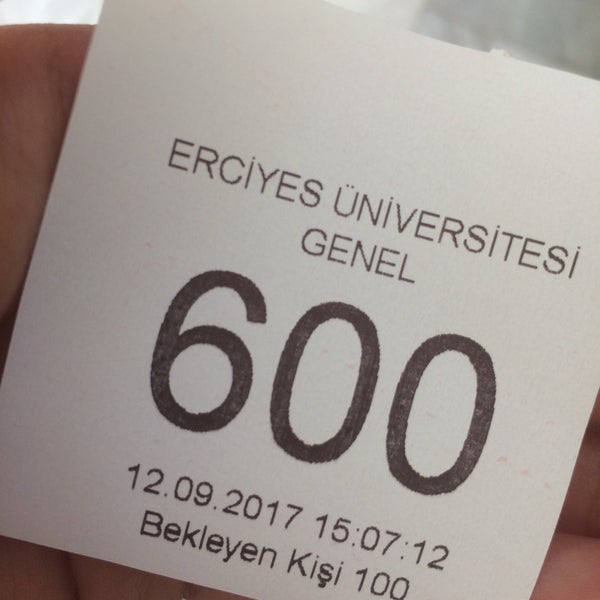 ERCİYES ÜNİVERSİTESİ
GENEL
600
12.09.2017 15:07:12
Bekleyen Kişi 100